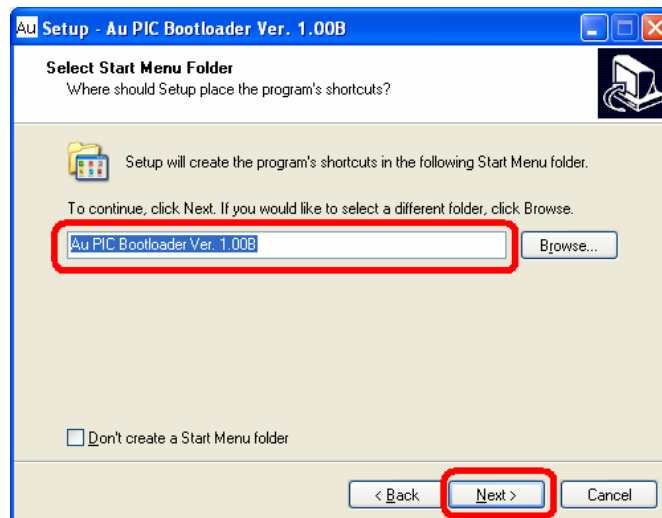 Au Setup - Au PIC Bootloader Ver. 1.00B
Select Start Menu Folder
Where should Setup place the program's shortcuts?
Setup will create the program's shortcuts in the following Start Menu folder.
To continue, click Next. If you would like to select a different folder, click Browse.
Au PIC Bootloader Ver. 1.00B
Browse...
Don't create a Start Menu folder
< Back Next > Cancel